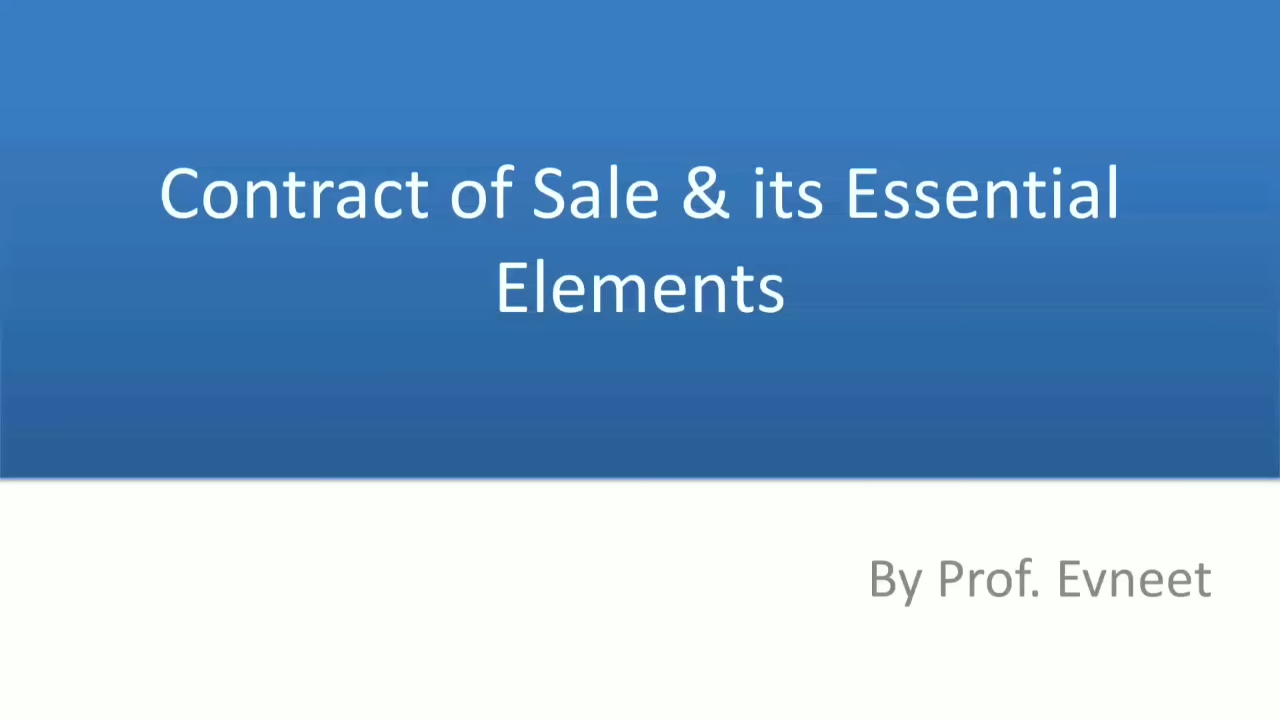 Contract of Sale & its Essential
Elements
By Prof. Evneet